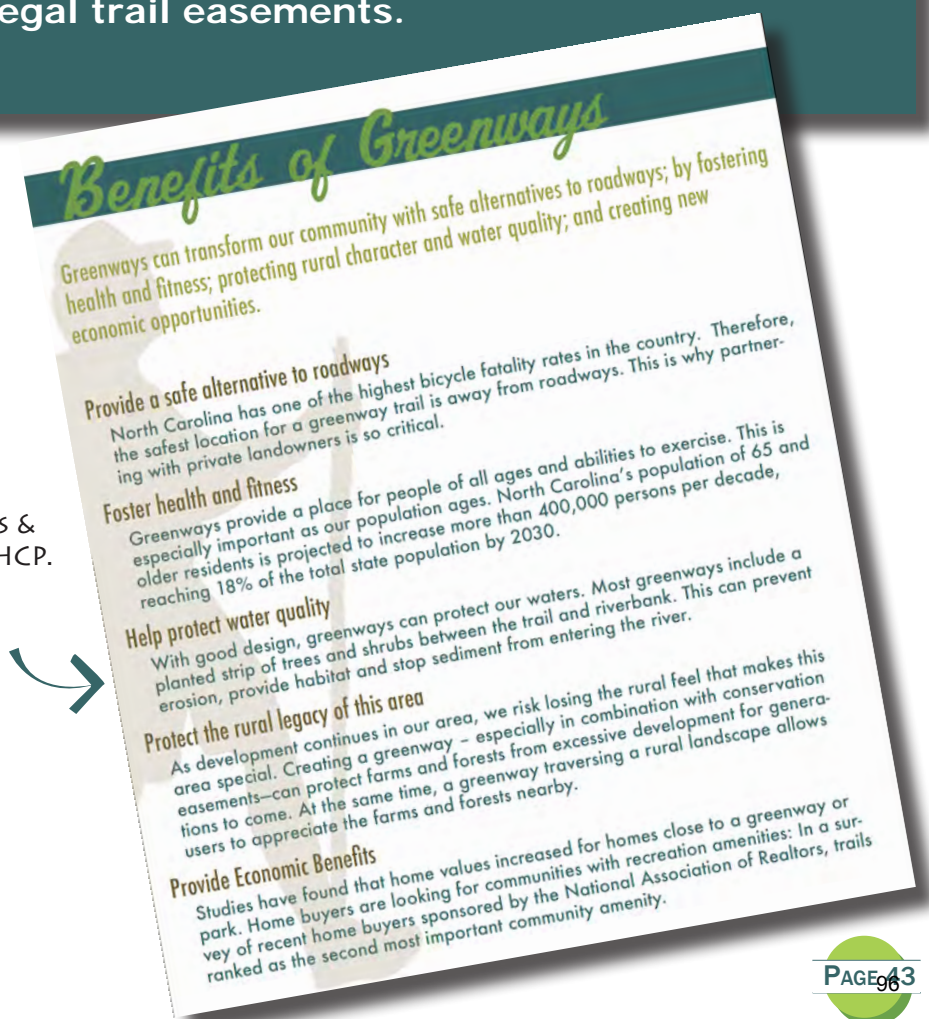 egal trail easements.
Benefits of Greenways
Greenways can transform our community with safe alternatives to roadways; by fostering
health and fitness; protecting rural character and water quality; and creating new
economic opportunities.
Provide a safe alternative to roadways
North Carolina has one of the highest bicycle fatality rates in the country. Therefore,
the safest location for a greenway trail is away from roadways. This is why partner-
ing with private landowners is so critical.
Foster health and fitness
Greenways provide a place for people of all ages and abilities to exercise. This is
especially important as our population ages. North Carolina's population of 65 and
older residents is projected to increase more than 400,000 persons per decade,
reaching 18% of the total state population by 2030.
s &
HCP.
Help protect water quality
With good design, greenways can protect our waters. Most greenways include a
planted strip of trees and shrubs between the trail and riverbank. This can prevent
erosion, provide habitat and stop sediment from entering the river.
Protect the rural legacy of this area
As development continues in our area, we risk losing the rural feel that makes this
area special. Creating a greenway – especially in combination with conservation
easements—can protect farms and forests from excessive development for genera-
tions to come. At the same time, a greenway traversing a rural landscape allows
users to appreciate the farms and forests nearby.
Provide Economic Benefits
Studies have found that home values increased for homes close to a greenway or
park. Home buyers are looking for communities with recreation amenities: In a sur-
vey of recent home buyers sponsored by the National Association of Realtors, trails
ranked as the second most important community amenity.
PAGE 43
96